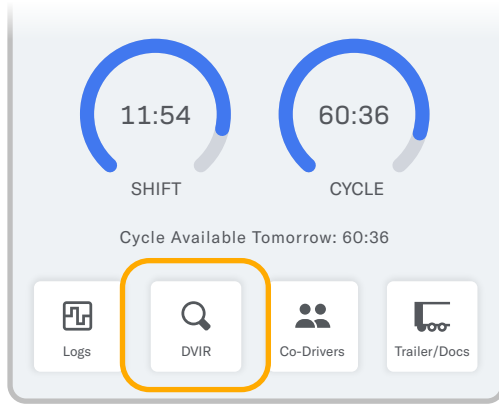 11:54 60:36
SHIFT CYCLE
Cycle Available Tomorrow: 60:36
Logs DVIR Co-Drivers Trailer/Docs